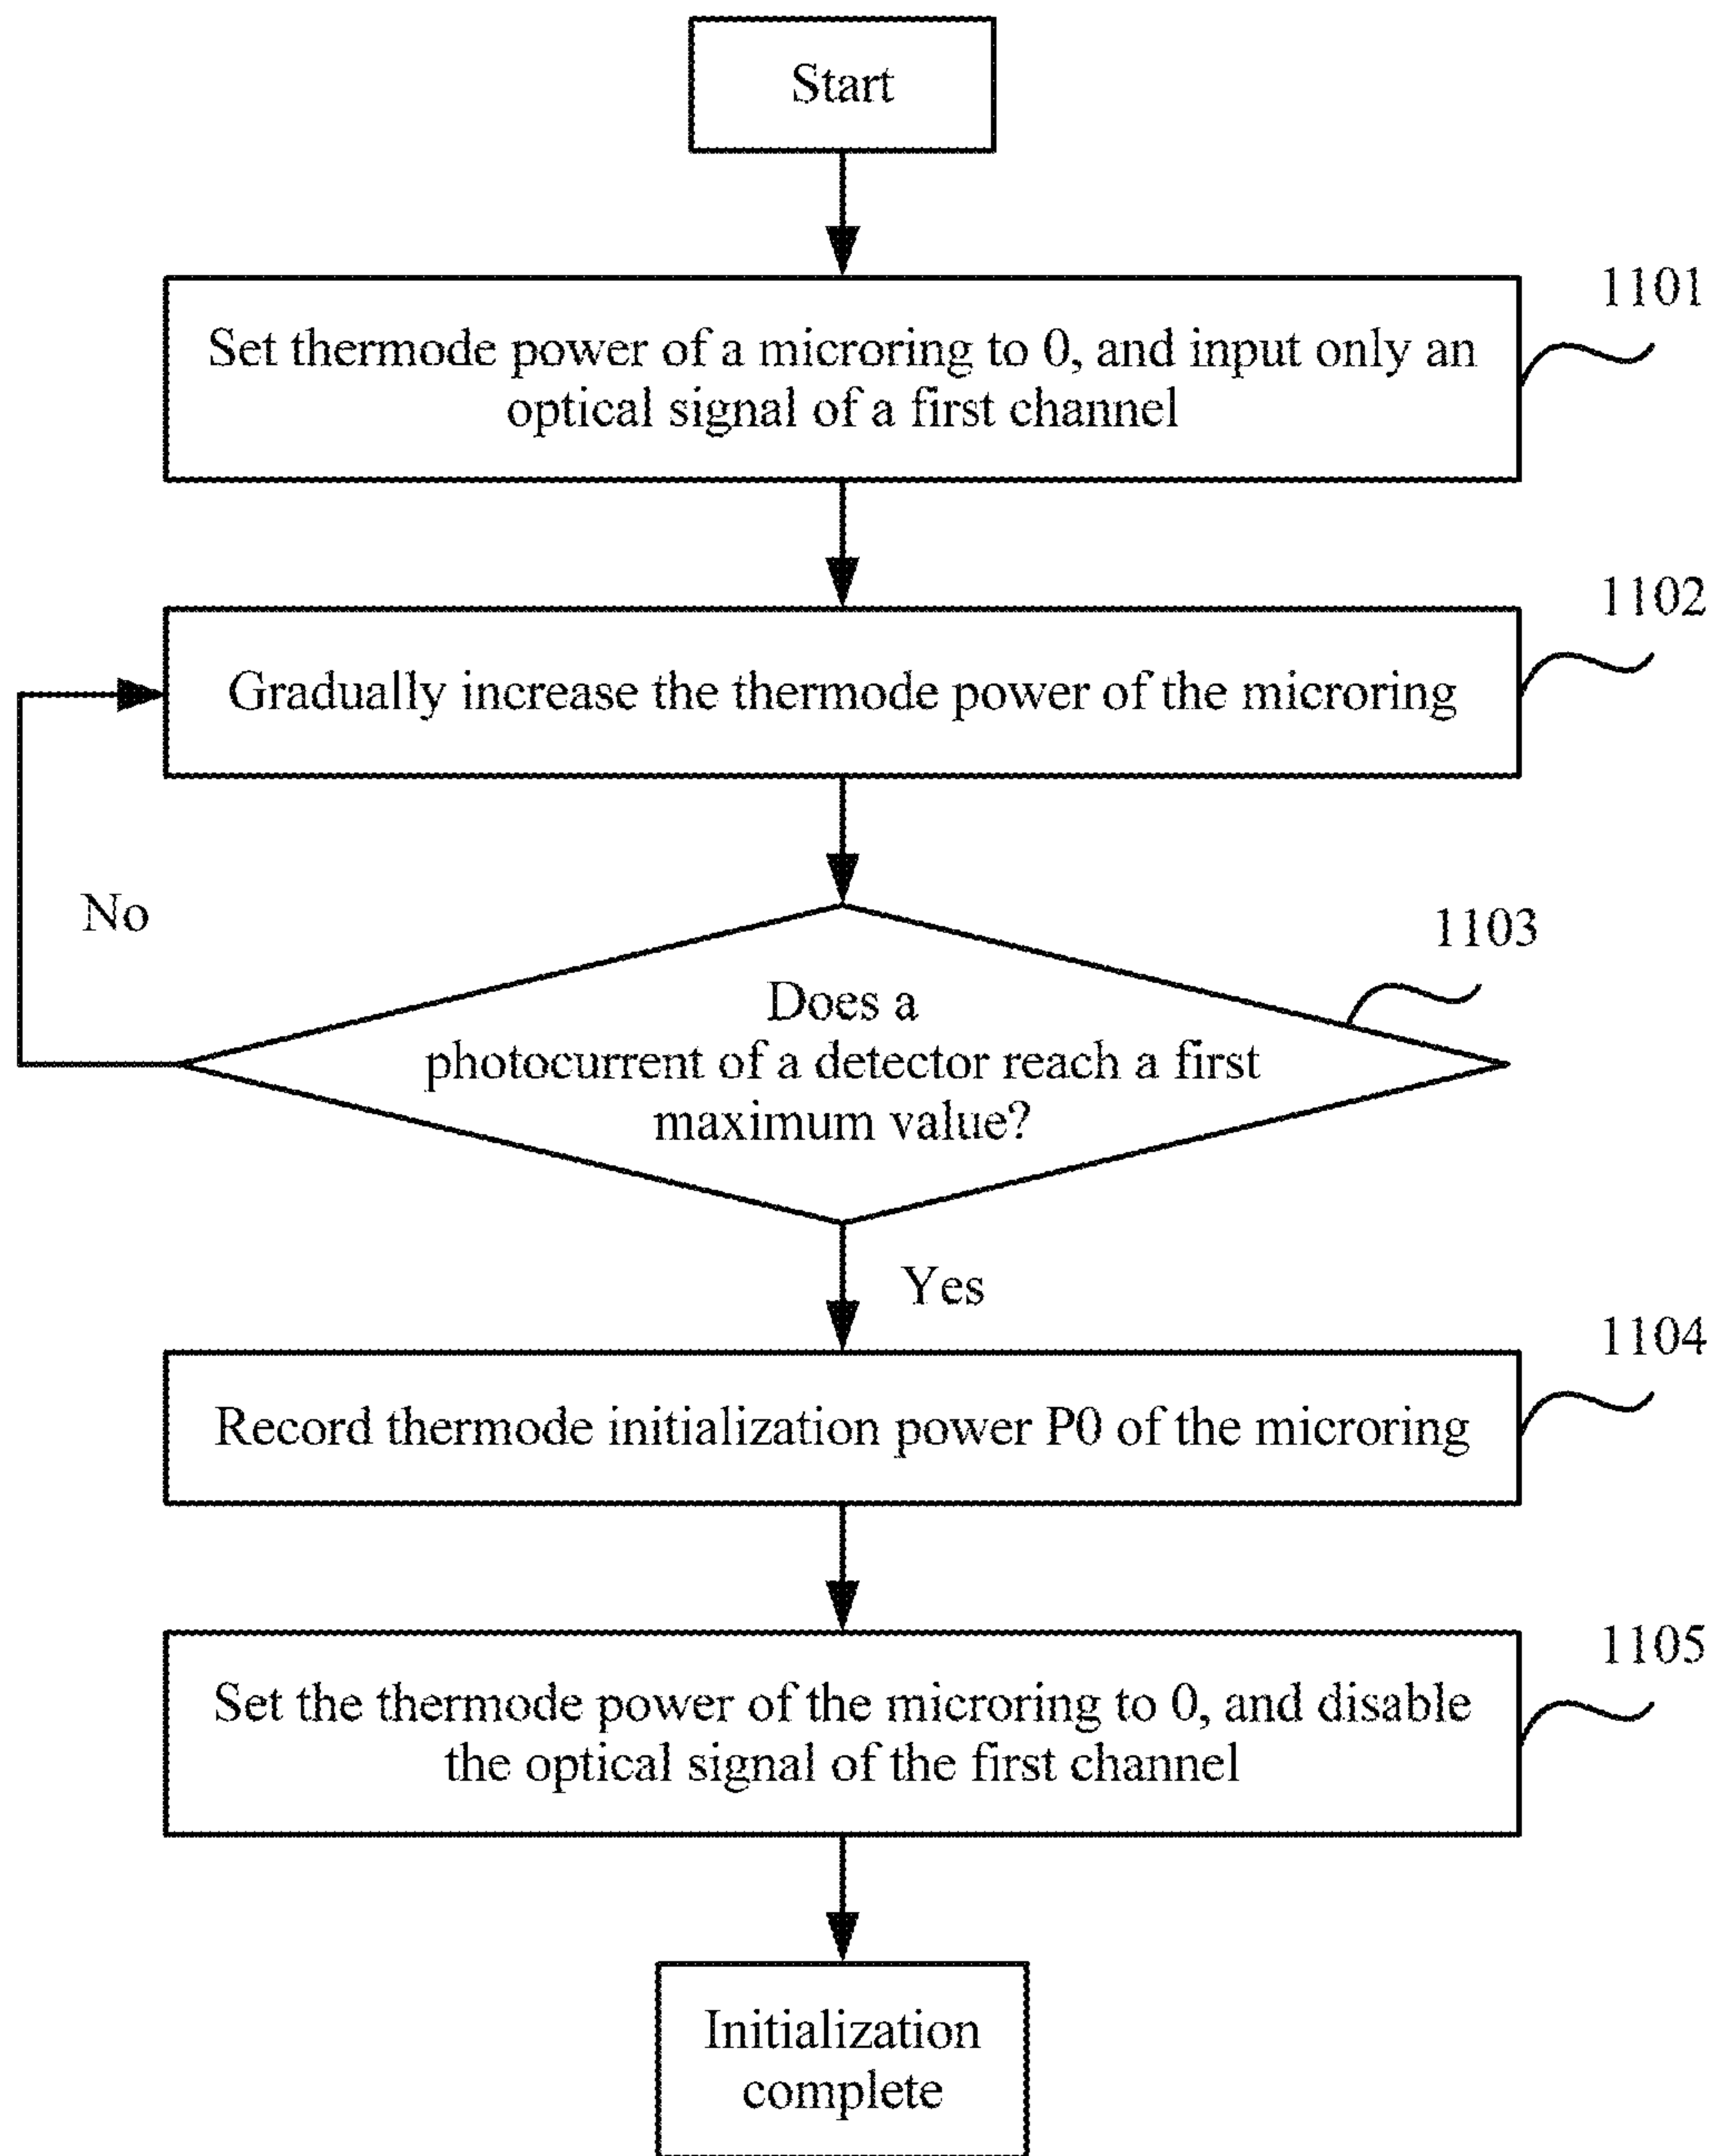 Start
1101
Set thermode power of a microring to 0, and input only an
optical signal of a first channel
1102
Gradually increase the thermode power of the microring
No
1103
Does a
photocurrent of a detector reach a first
maximum value?
Yes
1104
Record thermode initialization power P0 of the microring
1105
Set the thermode power of the microring to 0, and disable
the optical signal of the first channel
Initialization
complete